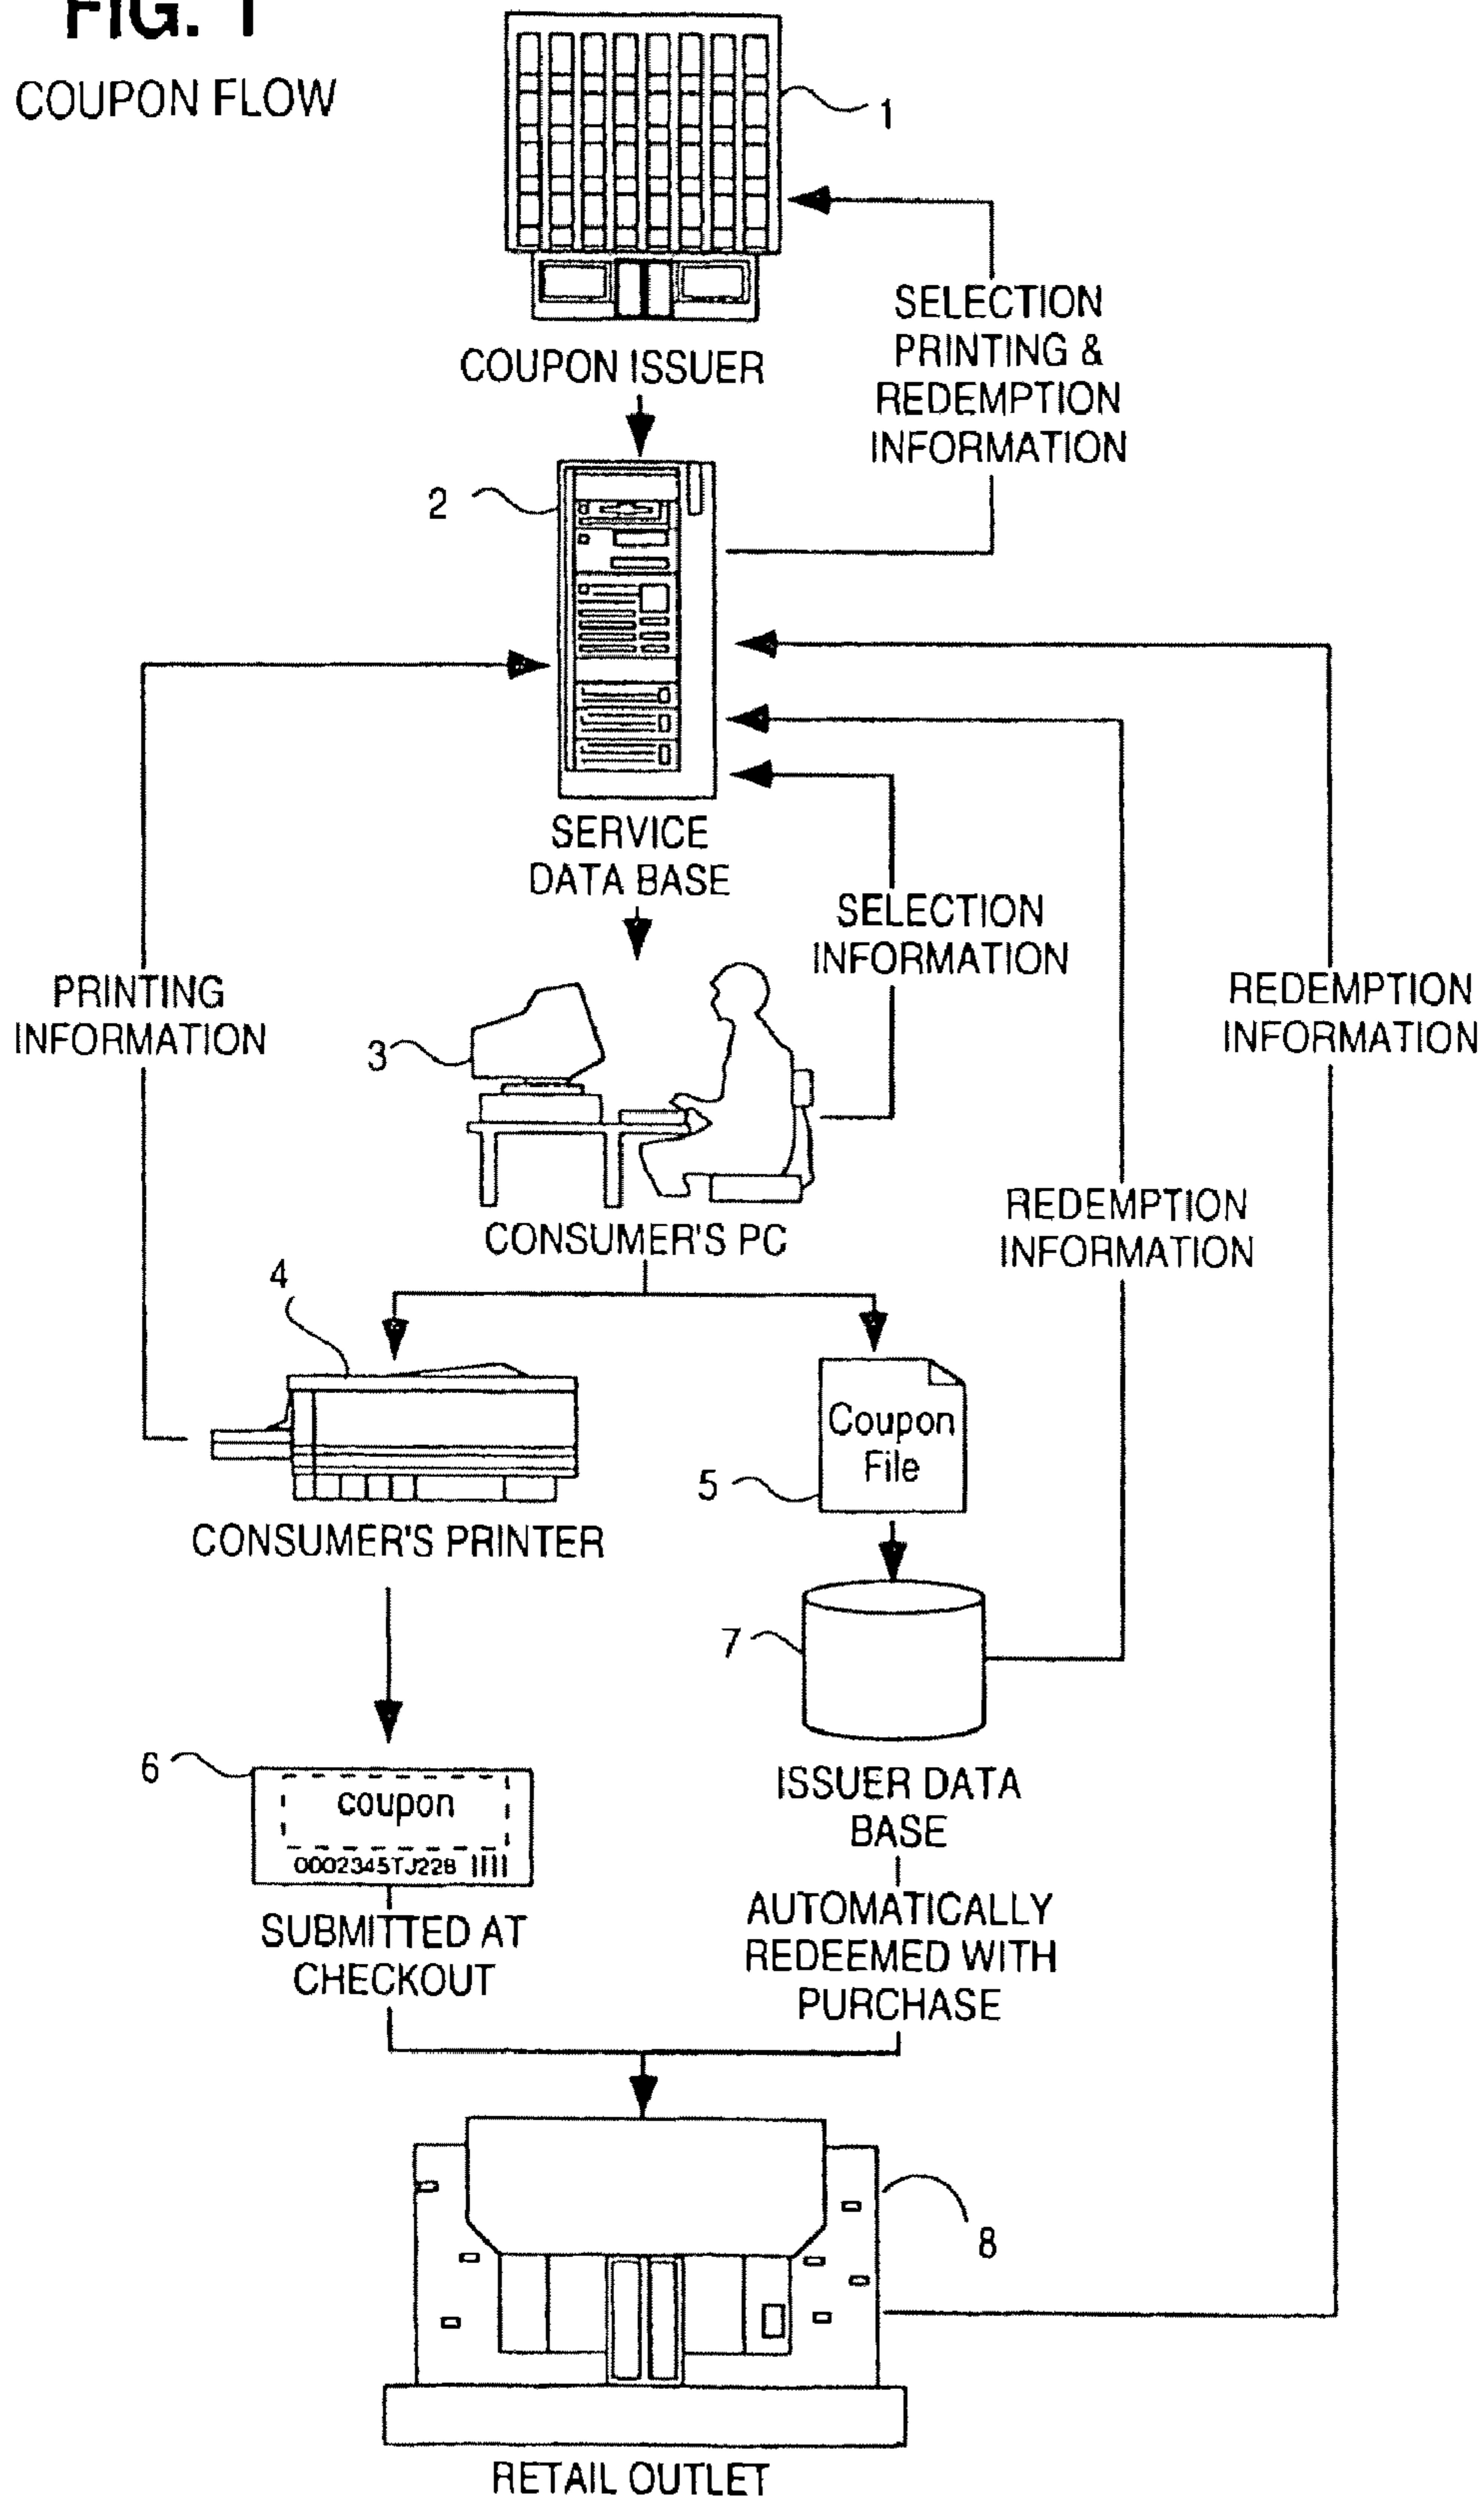 FIG. 1
COUPON FLOW
1
SELECTION
PRINTING &
REDEMPTION
INFORMATION
COUPON ISSUER
2
SERVICE
DATA BASE
SELECTION
INFORMATION
PRINTING
INFORMATION
REDEMPTION
INFORMATION
3
REDEMPTION
INFORMATION
CONSUMER'S PC
4
Coupon
File
5
CONSUMER'S PRINTER
7
6
coupon
0002345TJ228
ISSUER DATA
BASE
SUBMITTED AT
CHECKOUT
AUTOMATICALLY
REDEEMED WITH
PURCHASE
8
RETAIL OUTLET